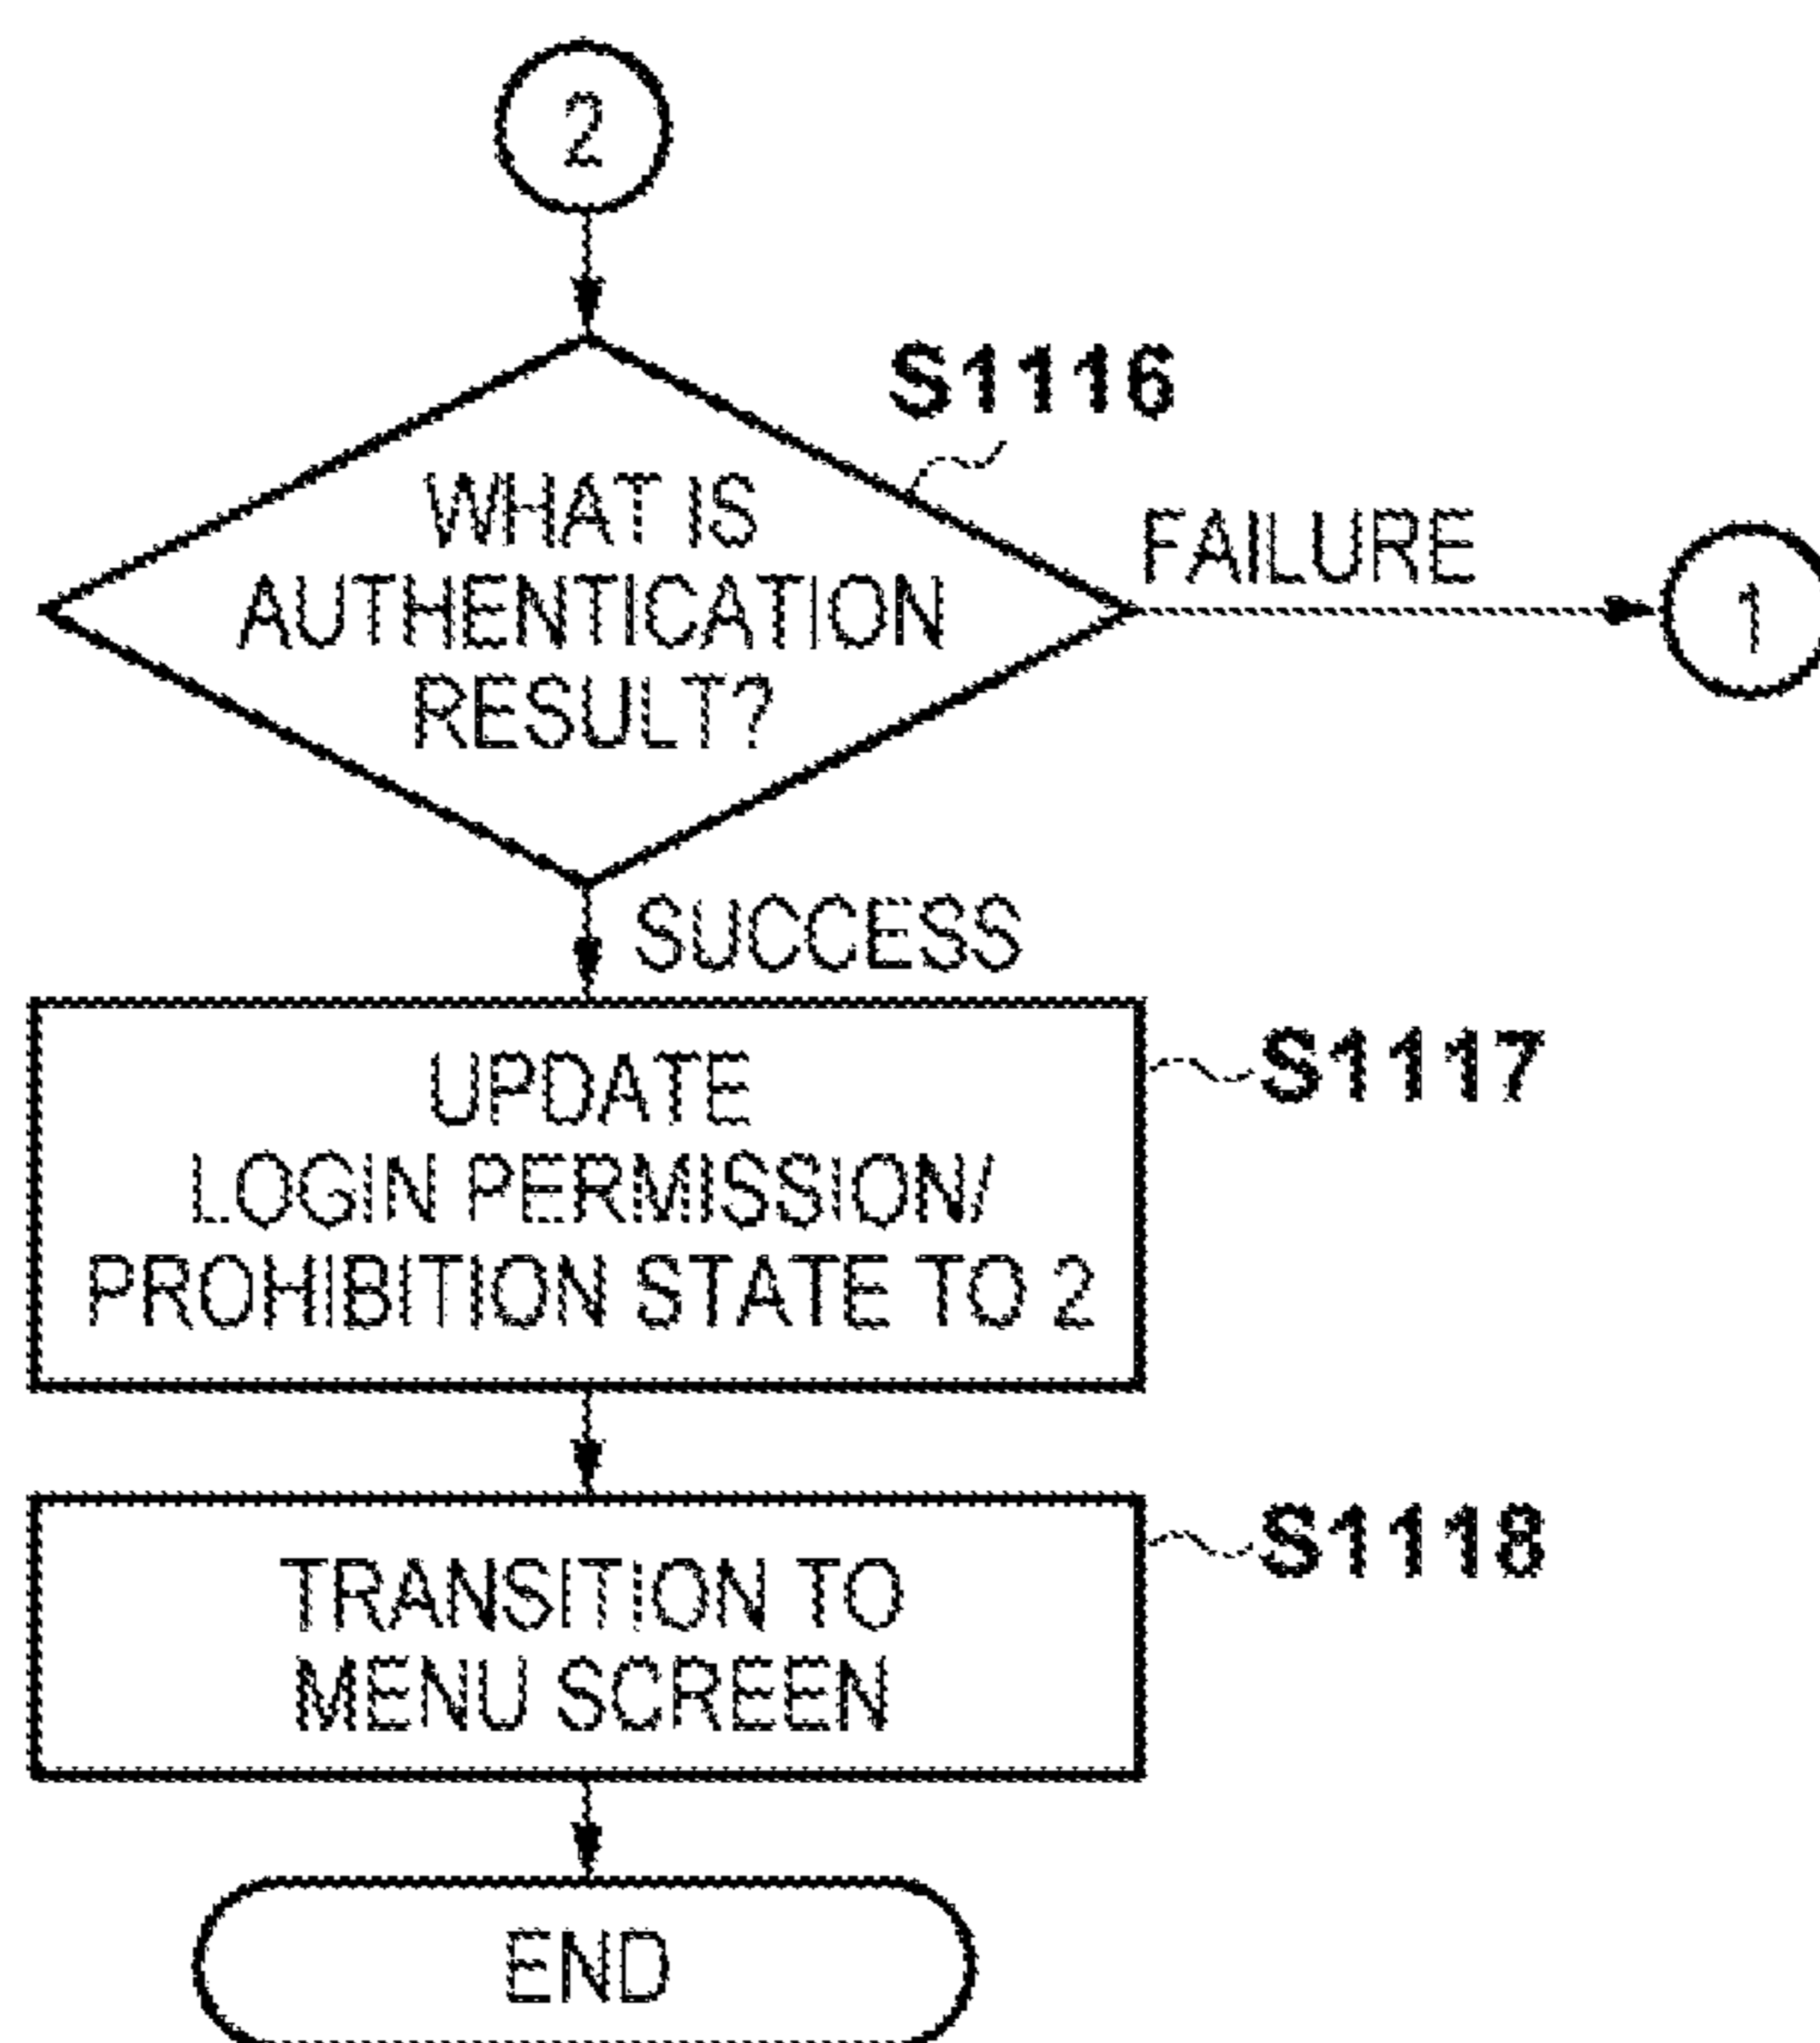 2
S1116
WHAT IS
AUTHENTICATION
RESULT?
FAILURE
1
SUCCESS
UPDATE
LOGIN PERMISSION/
PROHIBITION STATE TO 2
S1117
TRANSITION TO
MENU SCREEN
S1118
END